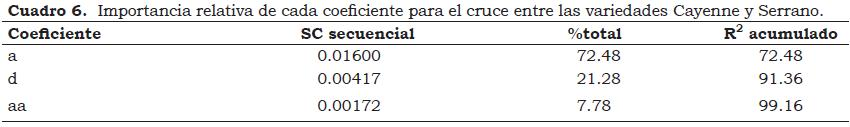 Cuadro 6. Importancia relativa de cada coeficiente para el cruce entre las variedades Cayenne y Serrano.
Coeficiente SC secuencial %total R² acumulado
a 0.01600 72.48 72.48
d 0.00417 21.28 91.36
aa 0.00172 7.78 99.16